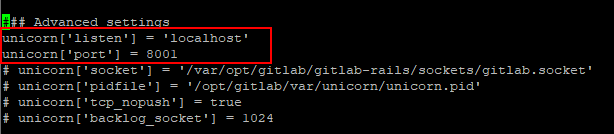 ### Advanced settings
unicorn['listen'] = 'localhost'
unicorn['port'] = 8001
# unicorn['socket'] = '/var/opt/gitlab/gitlab-rails/sockets/gitlab.socket'
# unicorn['pidfile'] = '/opt/gitlab/var/unicorn/unicorn.pid'
# unicorn['tcp_nopush'] = true
# unicorn['backlog_socket'] = 1024